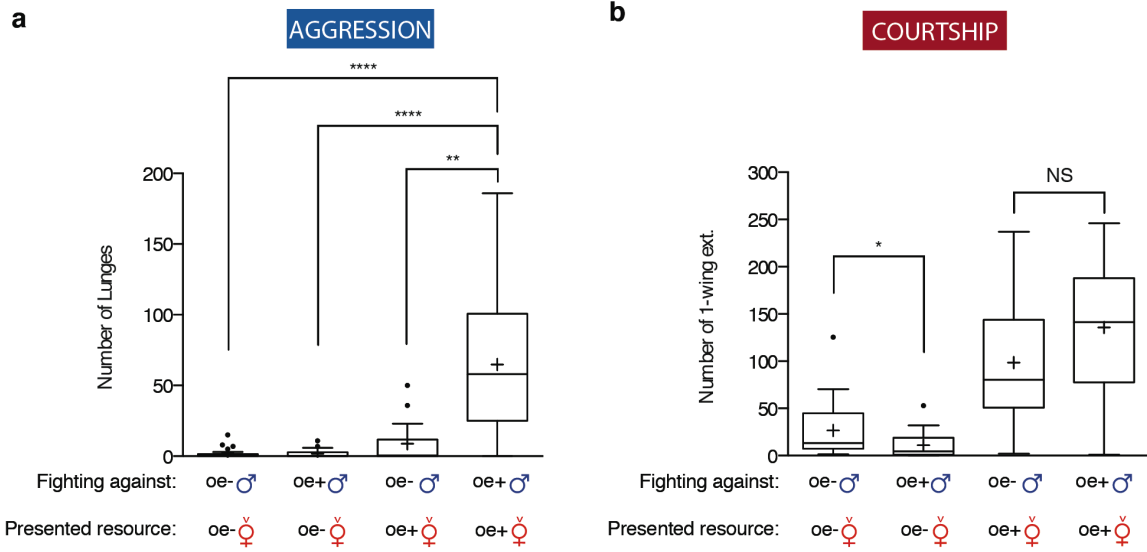 a
AGGRESSION
****
****
**
Number of Lunges
200
150
100
50
0
Fighting against: oe-♂ oe+♂ oe-♂ oe+♂
Presented resource: oe-♀ oe-♀ oe+♀ oe+♀
b
COURTSHIP
*
NS
Number of 1-wing ext.
300
250
200
150
100
50
0
Fighting against: oe-♂ oe+♂ oe-♂ oe+♂
Presented resource: oe-v♀ oe-v♀ oe+v♀ oe+v♀